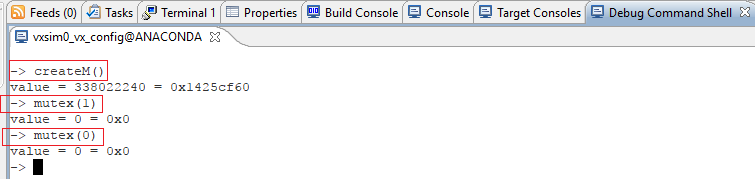 Feeds (0) Tasks Terminal 1 Properties Build Console Console Target Consoles Debug Command Shell
vxsim0_vx_config@ANACONDA
-> createM()
value = 338022240 = 0x1425cf60
-> mutex(1)
value = 0 = 0x0
-> mutex(0)
value = 0 = 0x0
->